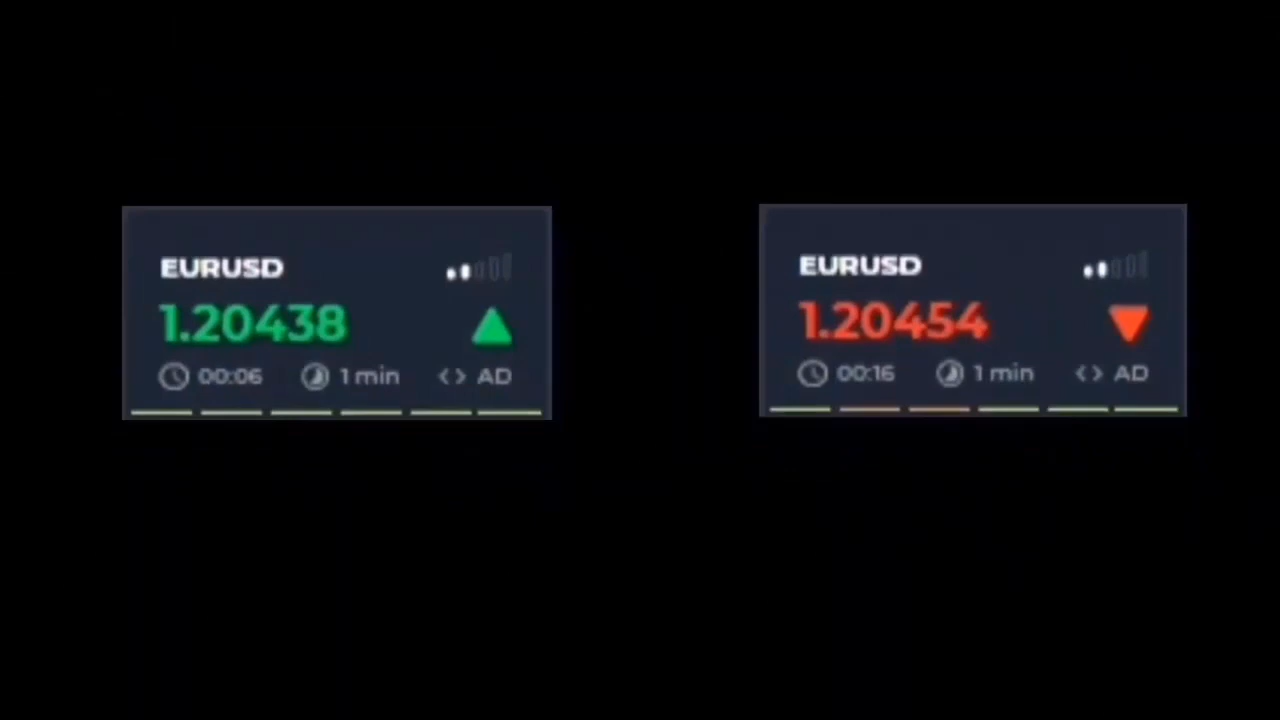 EURUSD
1.20438
00:06 1 min <> AD
EURUSD
1.20454
00:16 1 min <> AD